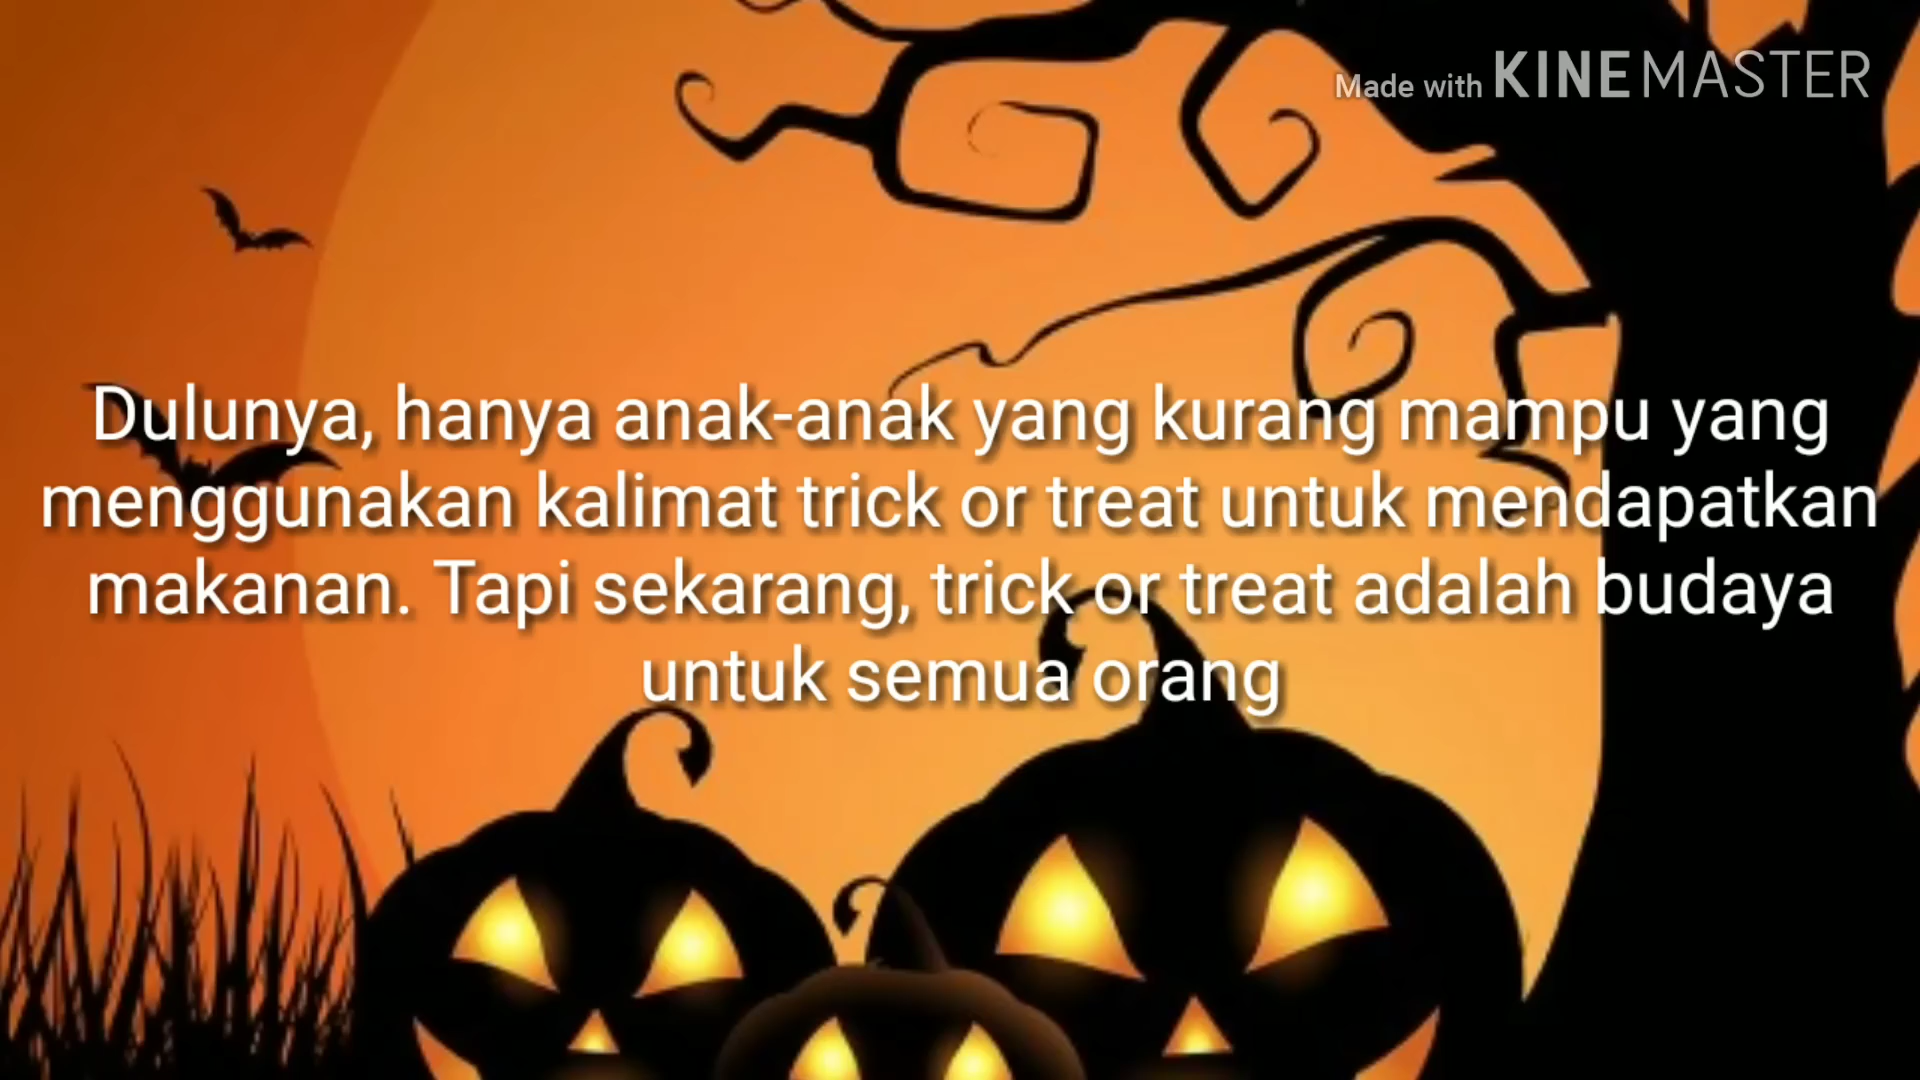 Made with KINEMASTER
Dulunya, hanya anak-anak yang kurang mampu yang
menggunakan kalimat trick or treat untuk mendapatkan
makanan. Tapi sekarang, trick or treat adalah budaya
untuk semua orang